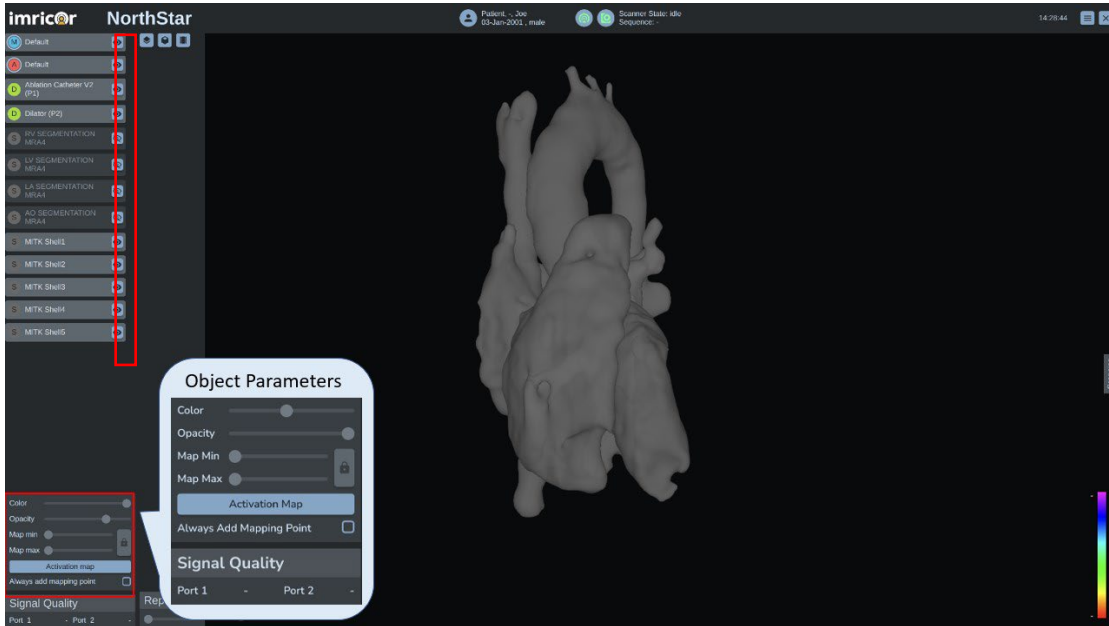 imricor NorthStar
Patient, -, Joe
03-Jan-2001 , male
Scanner State: idle
Sequence: -
14:28:44
M Default
A Default
D Ablation Catheter V2
(P1)
D Dilator (P2)
S RV SEGMENTATION
MRA4
S LV SEGMENTATION
MRA4
S LA SEGMENTATION
MRA4
S AO SEGMENTATION
MRA4
S MITK Shell1
S MITK Shell2
S MITK Shell3
S MITK Shell4
S MITK Shell5
Object Parameters
Color
Opacity
Map Min
Map Max
Activation Map
Always Add Mapping Point
Signal Quality
Port 1 - Port 2 -
Color
Opacity
Map min
Map max
Activation map
Always add mapping point
Signal Quality
Port 1 - Port 2 -
Rep